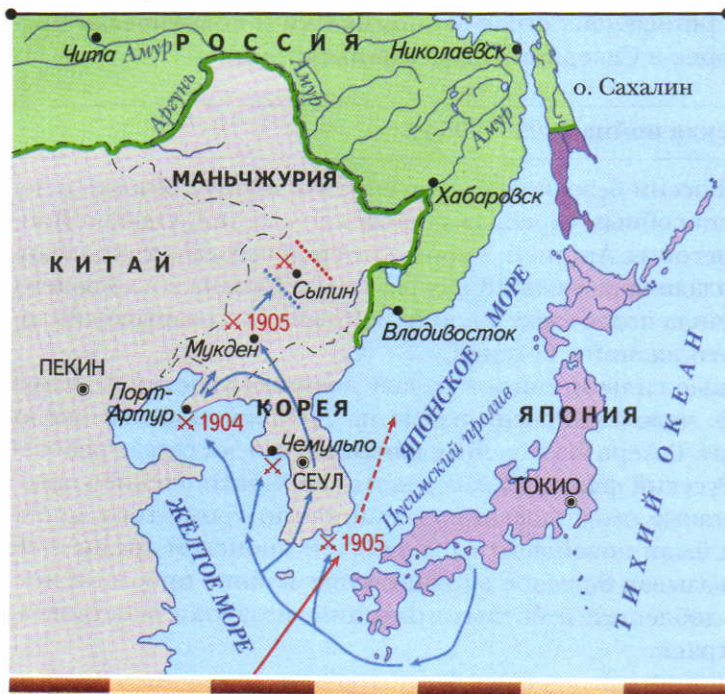 РОССИЯ
Чита
Амур
Николаевск
Амур
Аргунь
Амур
о. Сахалин
МАНЬЧЖУРИЯ
Хабаровск
КИТАЙ
Сыпин
1905
Владивосток
Мукден
ПЕКИН
Порт-
Артур
КОРЕЯ
1904
Чемульпо
СЕУЛ
ЯПОНСКОЕ МОРЕ
ЯПОНИЯ
Цусимский пролив
ТОКИО
1905
ЖЁЛТОЕ МОРЕ
ТИХИЙ ОКЕАН